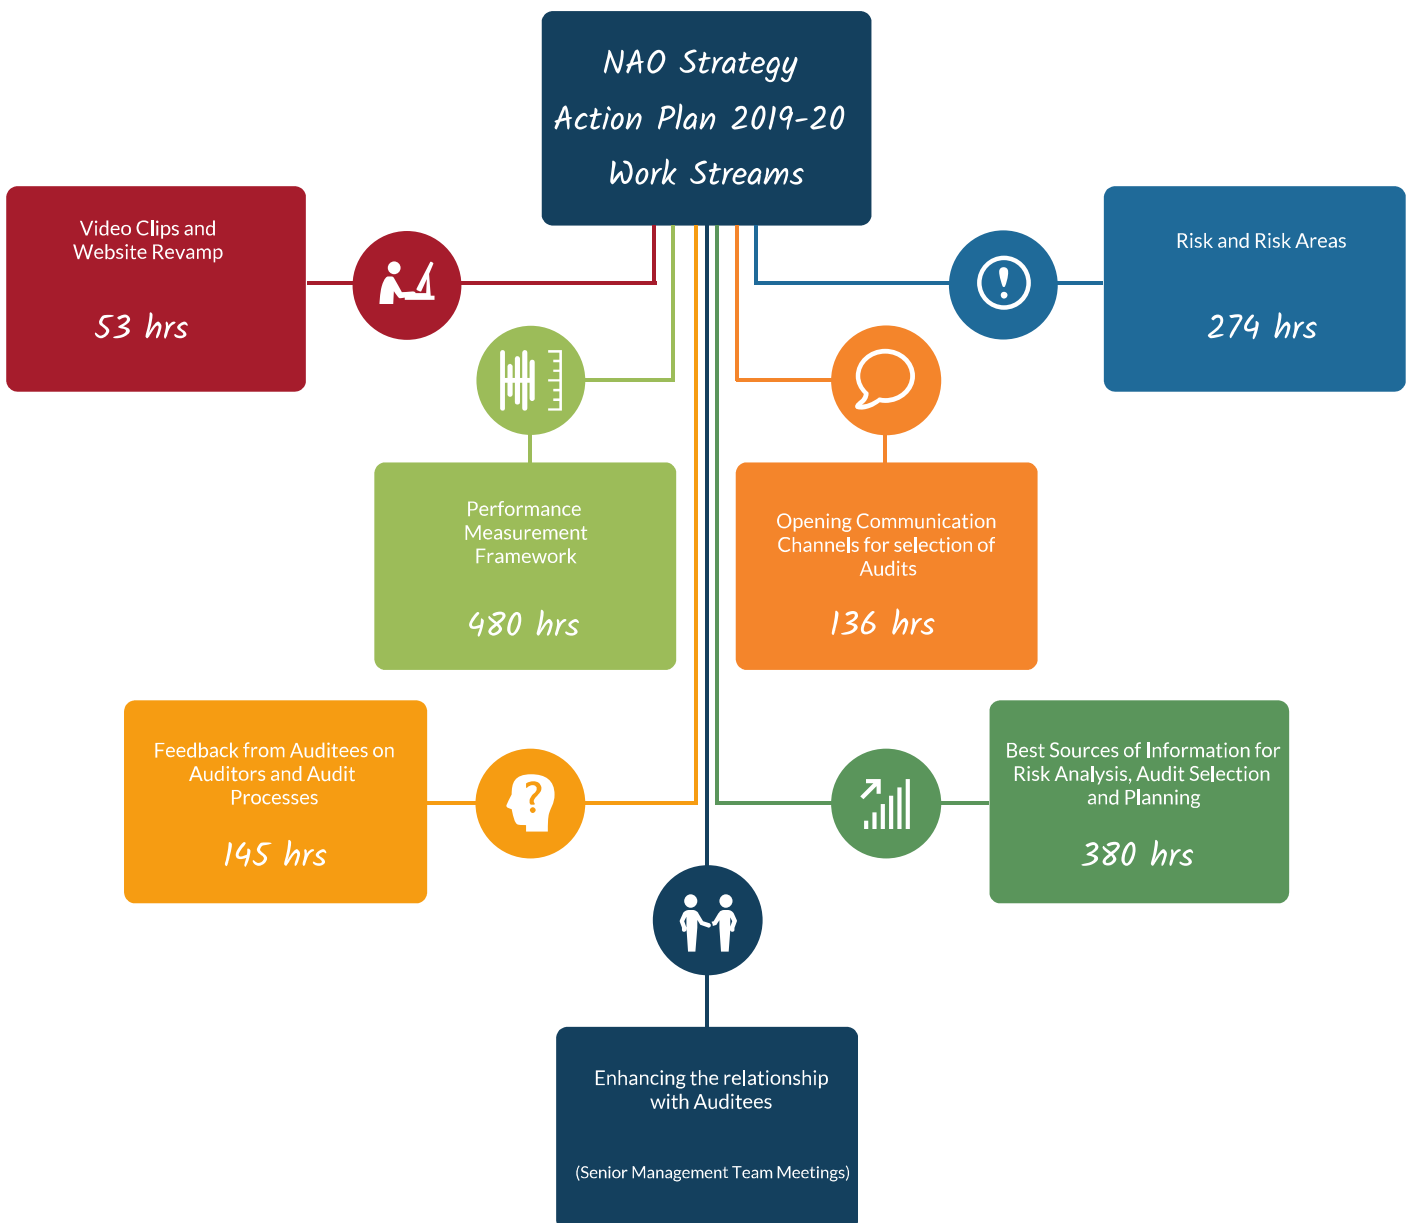 NAO Strategy
Action Plan 2019-20
Work Streams
Video Clips and
Website Revamp
53 hrs
Risk and Risk Areas
274 hrs
Performance
Measurement
Framework
480 hrs
Opening Communication
Channels for selection of
Audits
136 hrs
Feedback from Auditees on
Auditors and Audit
Processes
145 hrs
?
Best Sources of Information for
Risk Analysis, Audit Selection
and Planning
380 hrs
Enhancing the relationship
with Auditees
(Senior Management Team Meetings)